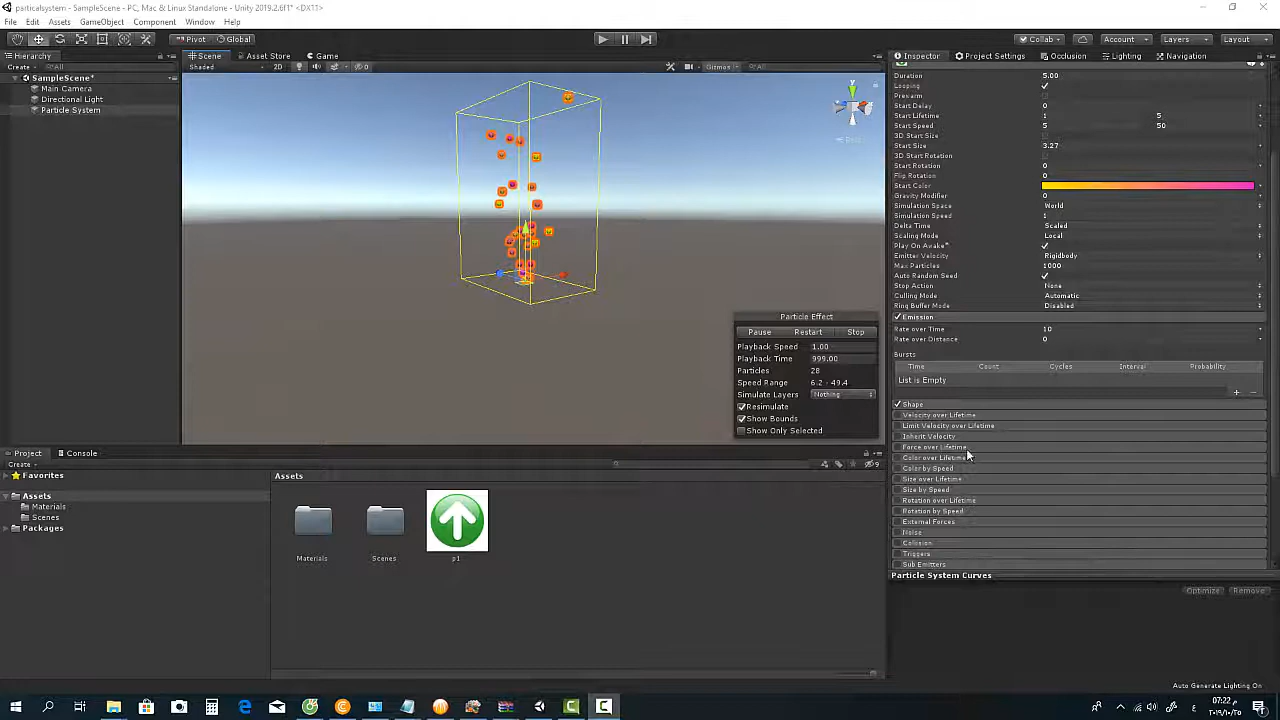 particalsystem - SampleScene - PC, Mac & Linux Standalone - Unity 2019.2.6f1* <DX11>
File Edit Assets GameObject Component Window Help
Pivot Global Collab Account Layers Layout
Hierarchy
Create All
SampleScene*
Main Camera
Directional Light
Particle System
Scene Asset Store Game
Shaded 2D 0 Gizmos All
Particle Effect
Pause Restart Stop
Playback Speed 1.00
Playback Time 999.00
Particles 28
Speed Range 6.2 - 49.4
Simulate Layers Nothing
Resimulate
Show Bounds
Show Only Selected
Inspector Project Settings Occlusion Lighting Navigation
Duration 5.00
Looping
Prewarm
Start Delay 0
Start Lifetime 1 5
Start Speed 5 50
3D Start Size
Start Size 3.27
3D Start Rotation
Start Rotation 0
Flip Rotation 0
Start Color
Gravity Modifier 0
Simulation Space World
Simulation Speed 1
Delta Time Scaled
Scaling Mode Local
Play On Awake*
Emitter Velocity Rigidbody
Max Particles 1000
Auto Random Seed
Stop Action None
Culling Mode Automatic
Ring Buffer Mode Disabled
Emission
Rate over Time 10
Rate over Distance 0
Bursts
Time Count Cycles Interval Probability
List is Empty
Shape
Velocity over Lifetime
Limit Velocity over Lifetime
Inherit Velocity
Force over Lifetime
Color over Lifetime
Color by Speed
Size over Lifetime
Size by Speed
Rotation over Lifetime
Rotation by Speed
External Forces
Noise
Collision
Triggers
Sub Emitters
Particle System Curves
Optimize Remove
Project Console
Create 9
Favorites
Assets
Materials
Scenes
Packages
Assets
Materials Scenes p1
Auto Generate Lighting On